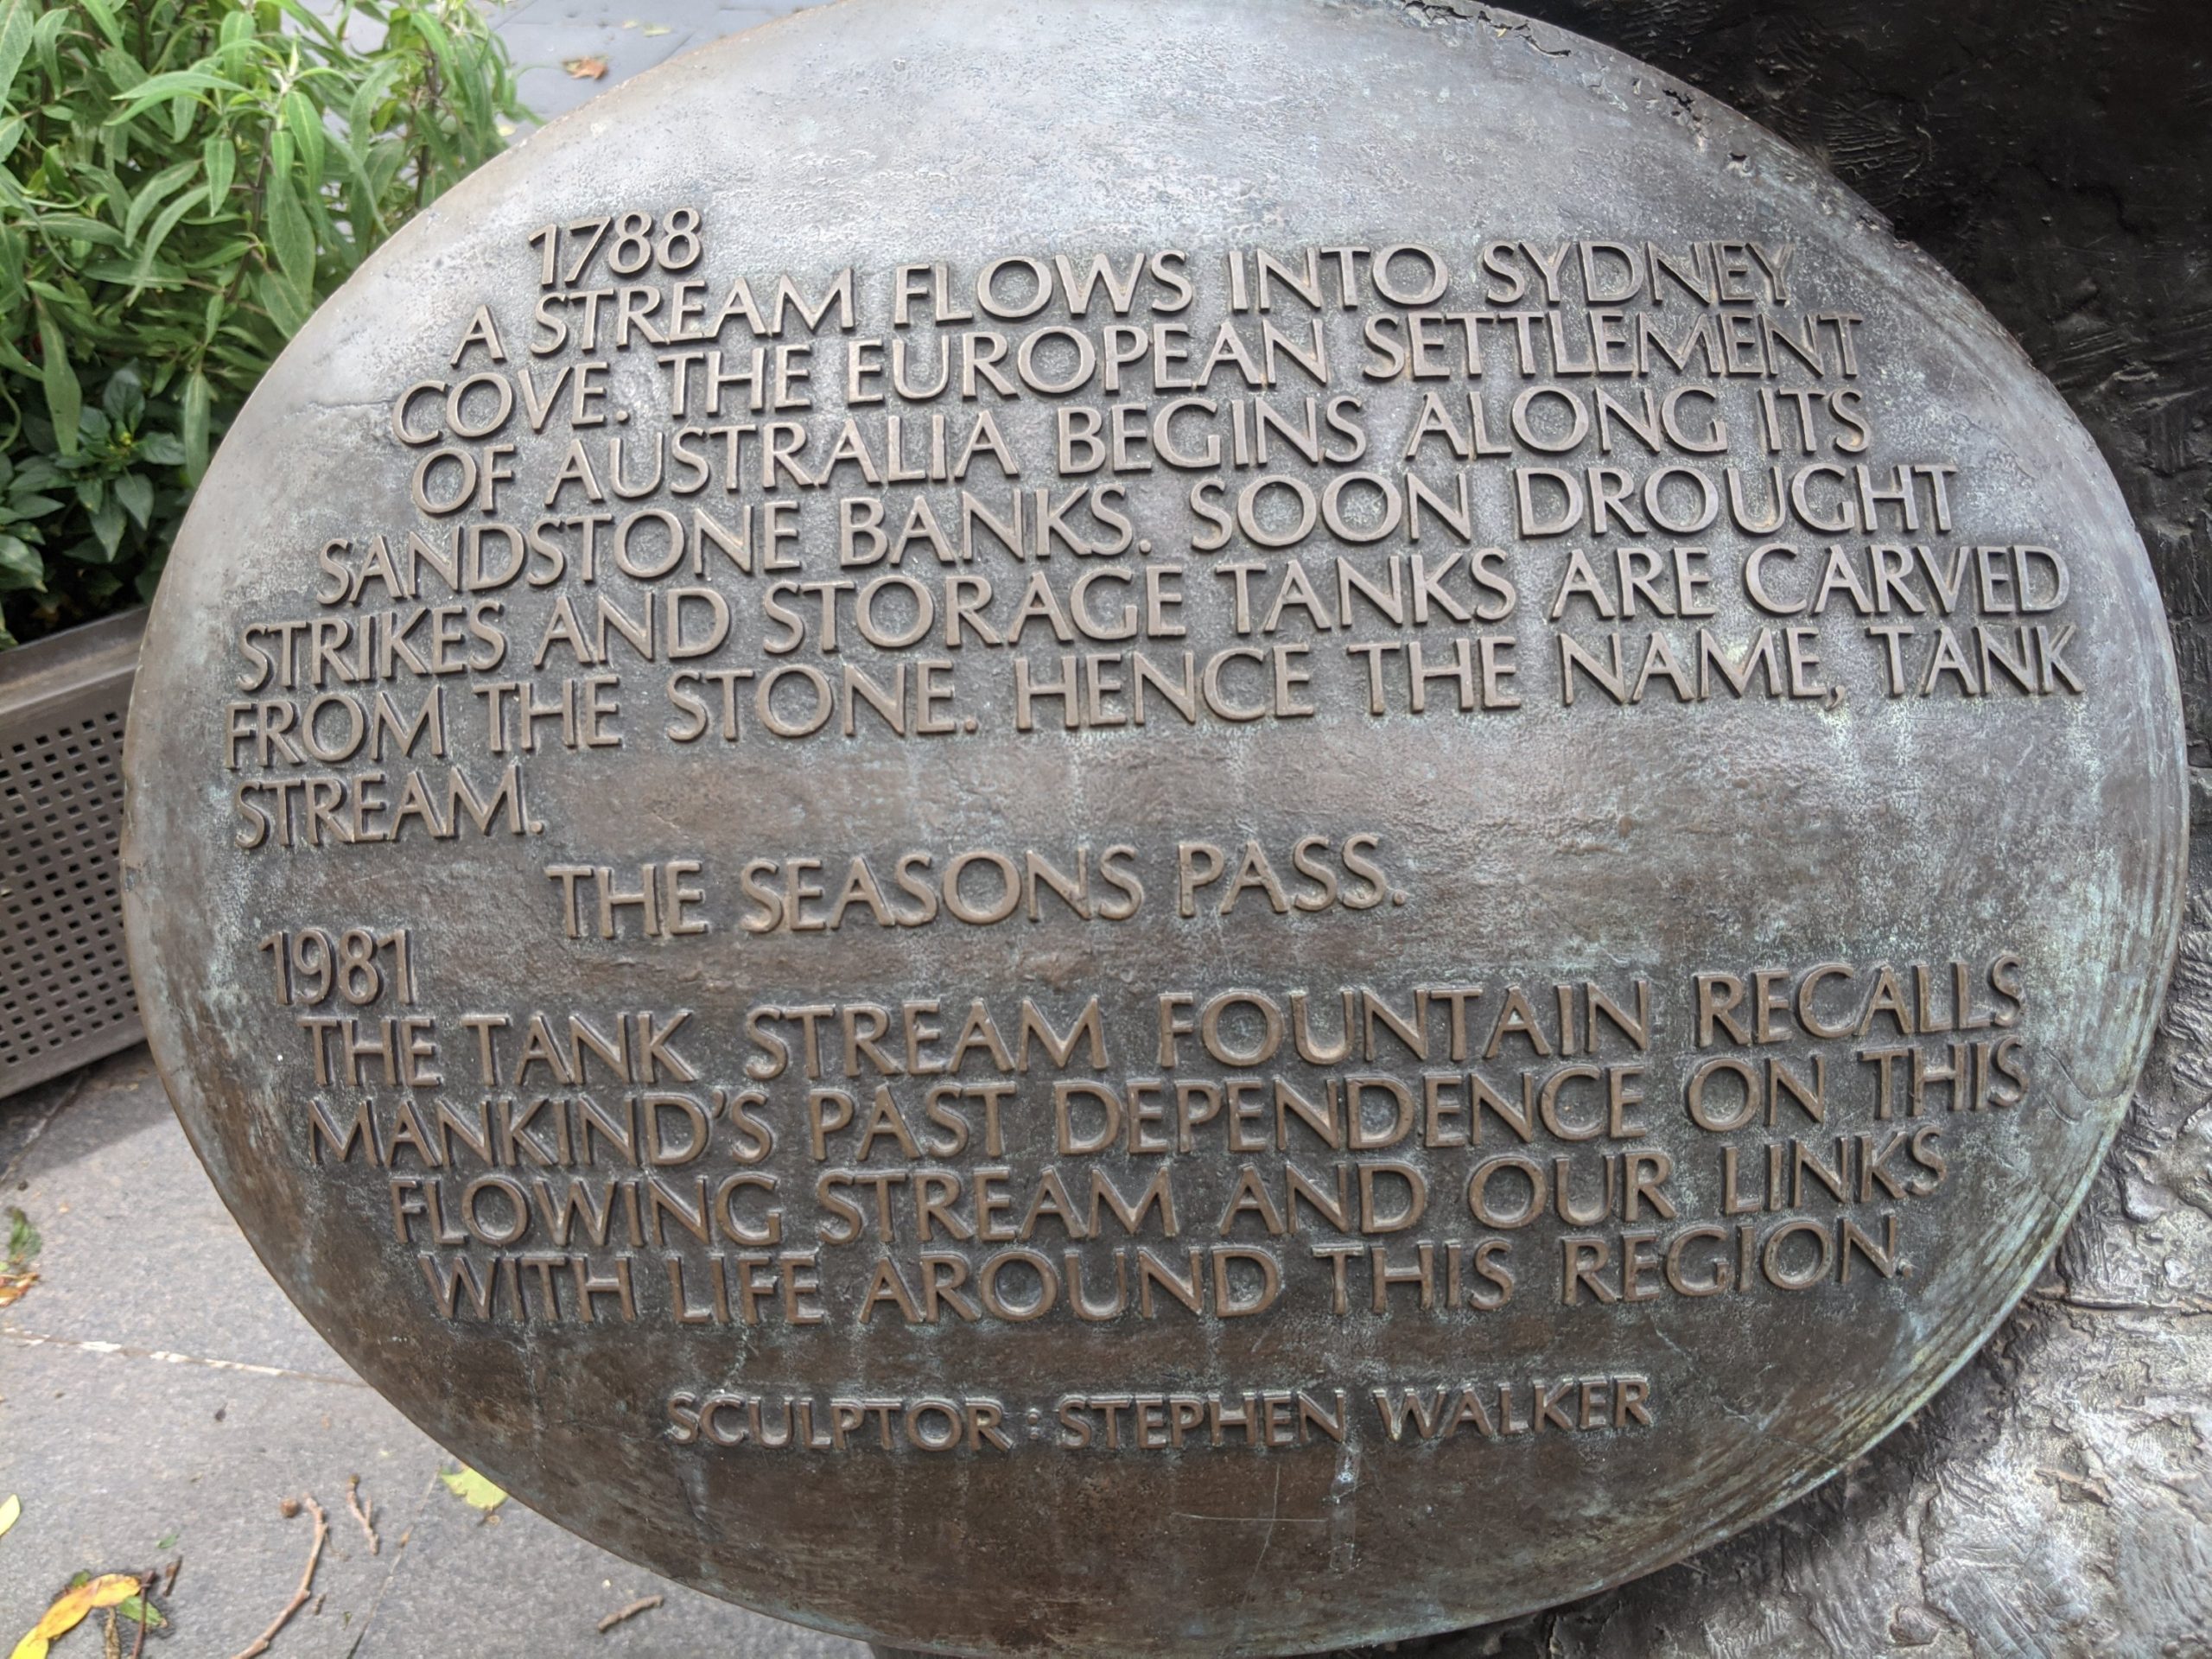 1788
A STREAM FLOWS INTO SYDNEY
COVE. THE EUROPEAN SETTLEMENT
OF AUSTRALIA BEGINS ALONG ITS
SANDSTONE BANKS. SOON DROUGHT
STRIKES AND STORAGE TANKS ARE CARVED
FROM THE STONE. HENCE THE NAME, TANK
STREAM.
THE SEASONS PASS.
1981
THE TANK STREAM FOUNTAIN RECALLS
MANKIND'S PAST DEPENDENCE ON THIS
FLOWING STREAM AND OUR LINKS
WITH LIFE AROUND THIS REGION.
SCULPTOR : STEPHEN WALKER